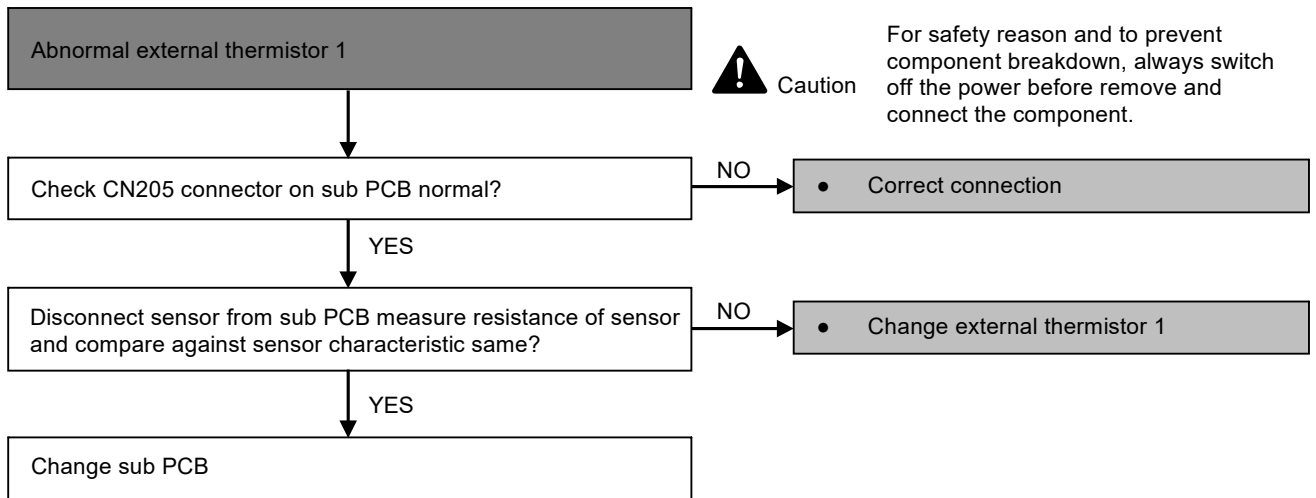 Abnormal external thermistor 1
Caution
For safety reason and to prevent
component breakdown, always switch
off the power before remove and
connect the component.
Check CN205 connector on sub PCB normal?
NO
● Correct connection
YES
Disconnect sensor from sub PCB measure resistance of sensor
and compare against sensor characteristic same?
NO
● Change external thermistor 1
YES
Change sub PCB